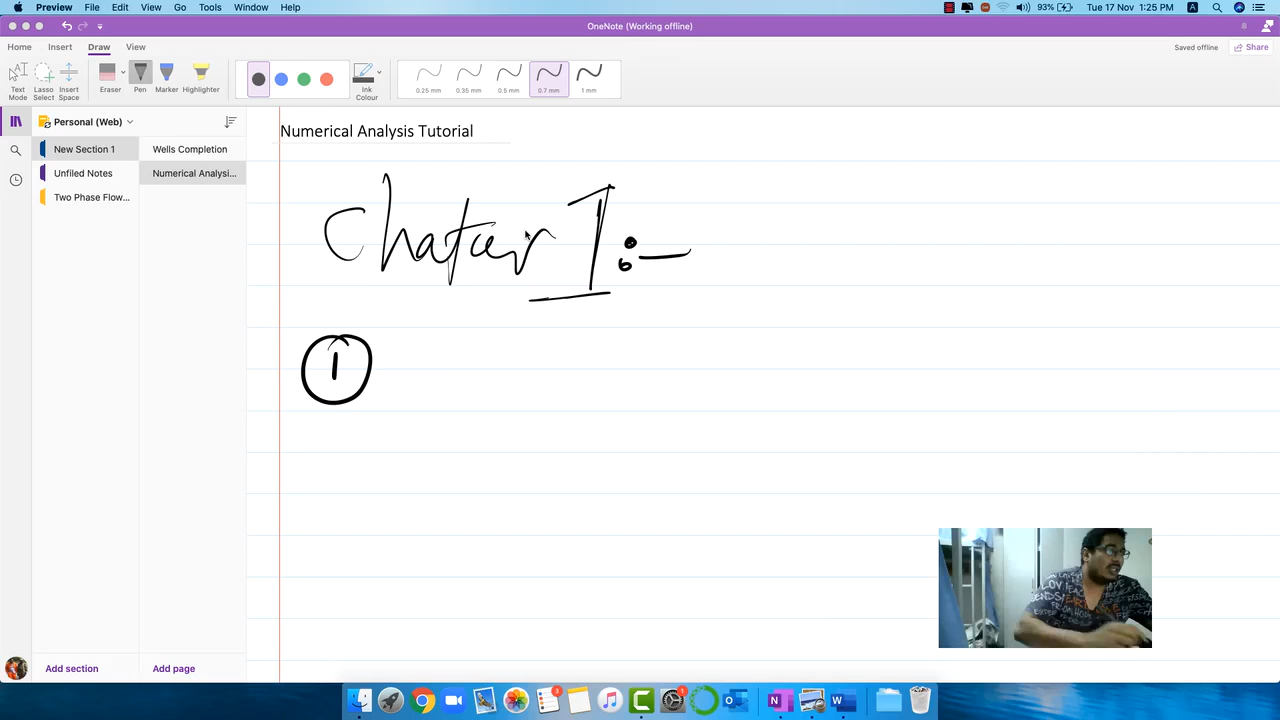 Preview File Edit View Go Tools Window Help 93% Tue 17 Nov 1:25 PM A
OneNote (Working offline)
Home Insert Draw View Saved offline Share
Text Mode Lasso Select Insert Space Eraser Pen Marker Highlighter Ink Colour 0.25 mm 0.35 mm 0.5 mm 0.7 mm 1 mm
Personal (Web)
New Section 1 Wells Completion
Unfiled Notes Numerical Analysi...
Two Phase Flow...
Numerical Analysis Tutorial
Chater 1:-
1
Add section Add page
3 1 N W